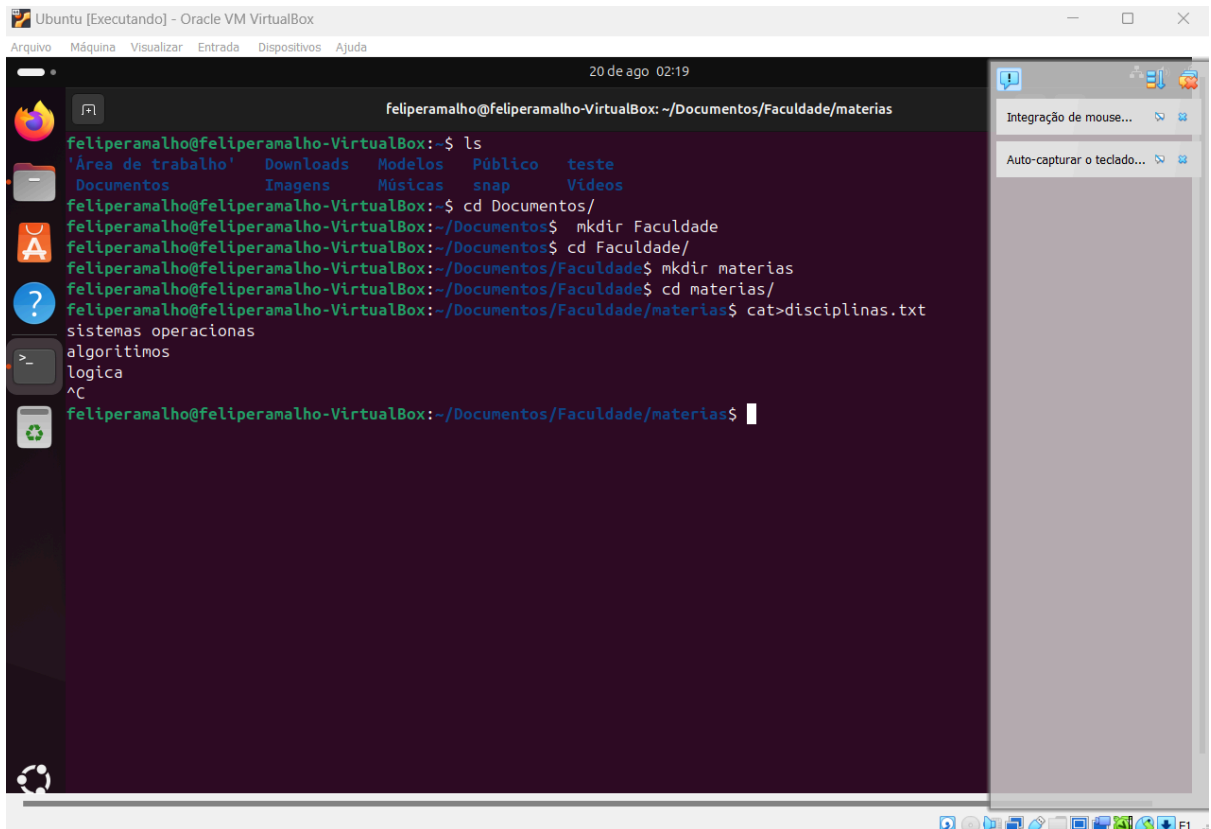 Ubuntu [Executando] - Oracle VM VirtualBox
Arquivo Máquina Visualizar Entrada Dispositivos Ajuda
20 de ago 02:19
feliperamalho@feliperamalho-VirtualBox: ~/Documentos/Faculdade/materias
Integração de mouse...
Auto-capturar o teclado...
feliperamalho@feliperamalho-VirtualBox:~$ ls
'Área de trabalho' Downloads Modelos Público teste
Documentos Imagens Músicas snap Vídeos
feliperamalho@feliperamalho-VirtualBox:~$ cd Documentos/
feliperamalho@feliperamalho-VirtualBox:~/Documentos$  mkdir Faculdade
feliperamalho@feliperamalho-VirtualBox:~/Documentos$ cd Faculdade/
feliperamalho@feliperamalho-VirtualBox:~/Documentos/Faculdade$ mkdir materias
feliperamalho@feliperamalho-VirtualBox:~/Documentos/Faculdade$ cd materias/
feliperamalho@feliperamalho-VirtualBox:~/Documentos/Faculdade/materias$ cat>disciplinas.txt
sistemas operacionas
algoritimos
logica
^C
feliperamalho@feliperamalho-VirtualBox:~/Documentos/Faculdade/materias$